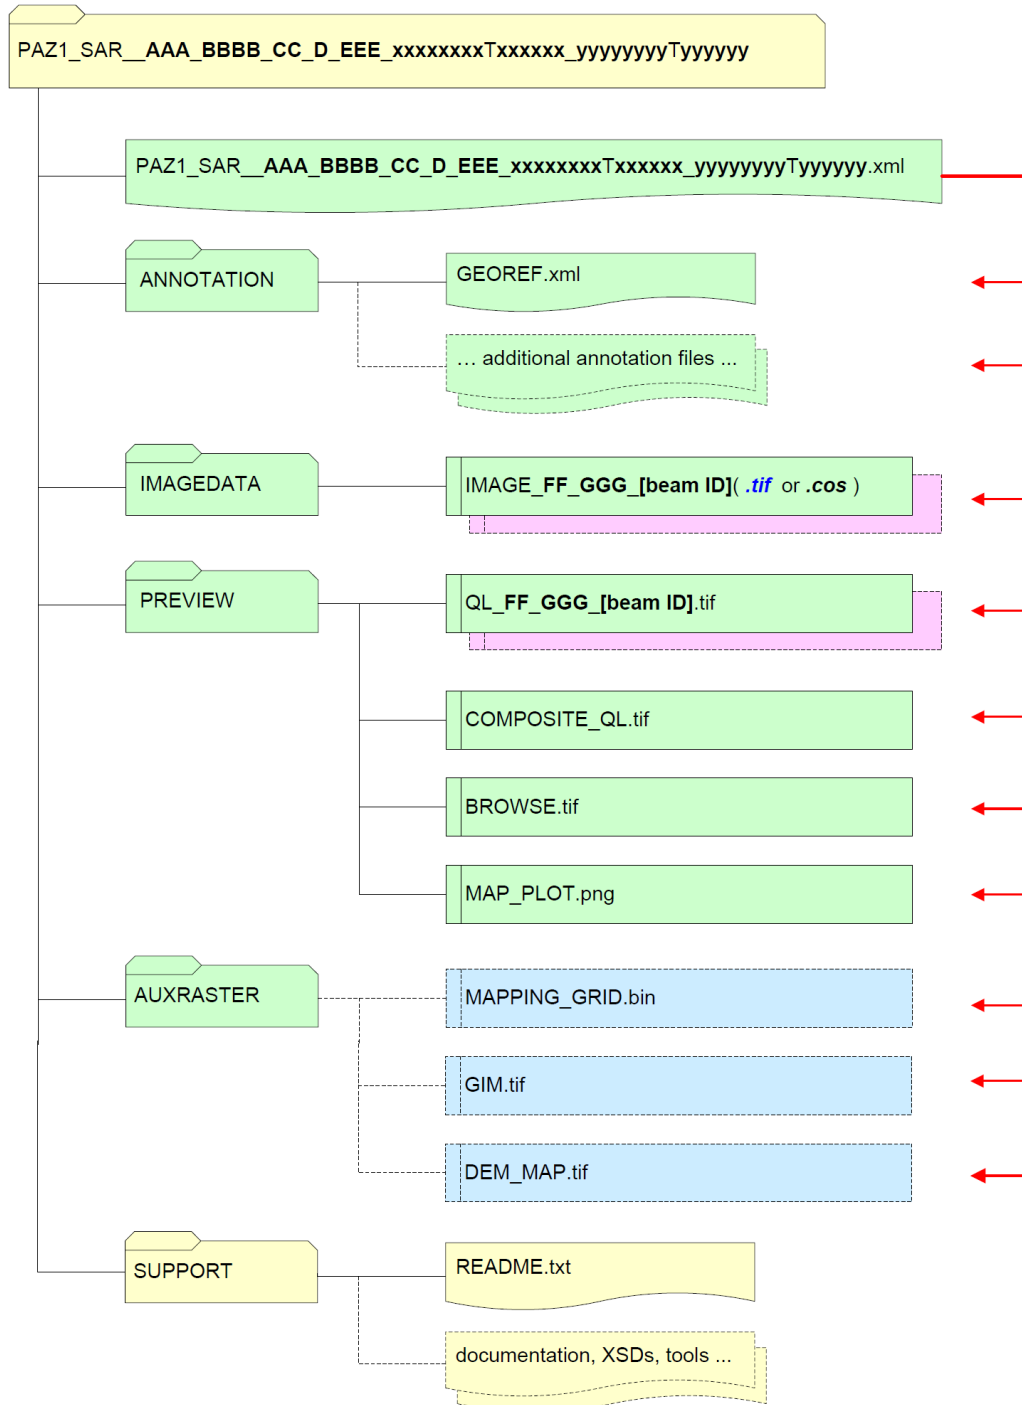 PAZ1_SAR__AAA_BBBB_CC_D_EEE_xxxxxxxxTxxxxxx_yyyyyyyyTyyyyyy
PAZ1_SAR__AAA_BBBB_CC_D_EEE_xxxxxxxxTxxxxxx_yyyyyyyyTyyyyyy.xml
ANNOTATION
GEOREF.xml
... additional annotation files ...
IMAGEDATA
IMAGE_FF_GGG_[beam ID]( .tif or .cos )
PREVIEW
QL_FF_GGG_[beam ID].tif
COMPOSITE_QL.tif
BROWSE.tif
MAP_PLOT.png
AUXRASTER
MAPPING_GRID.bin
GIM.tif
DEM_MAP.tif
SUPPORT
README.txt
documentation, XSDs, tools ...